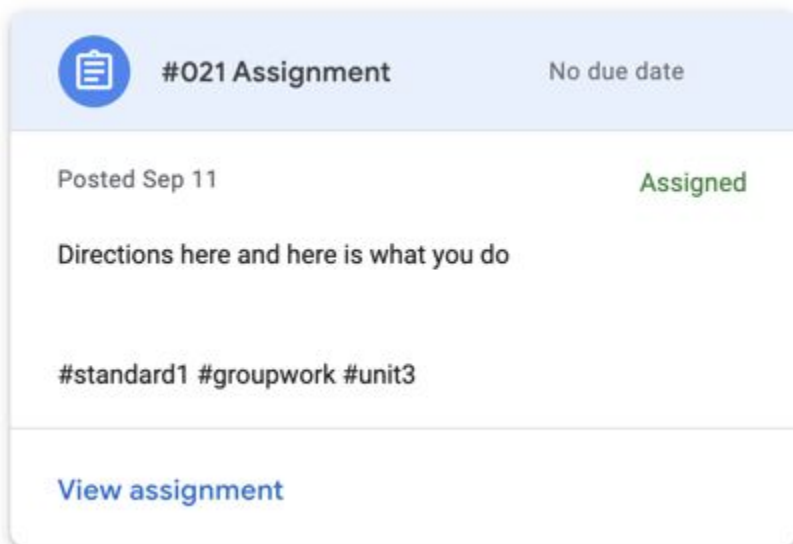 #021 Assignment No due date
Posted Sep 11 Assigned
Directions here and here is what you do
#standard1 #groupwork #unit3
View assignment